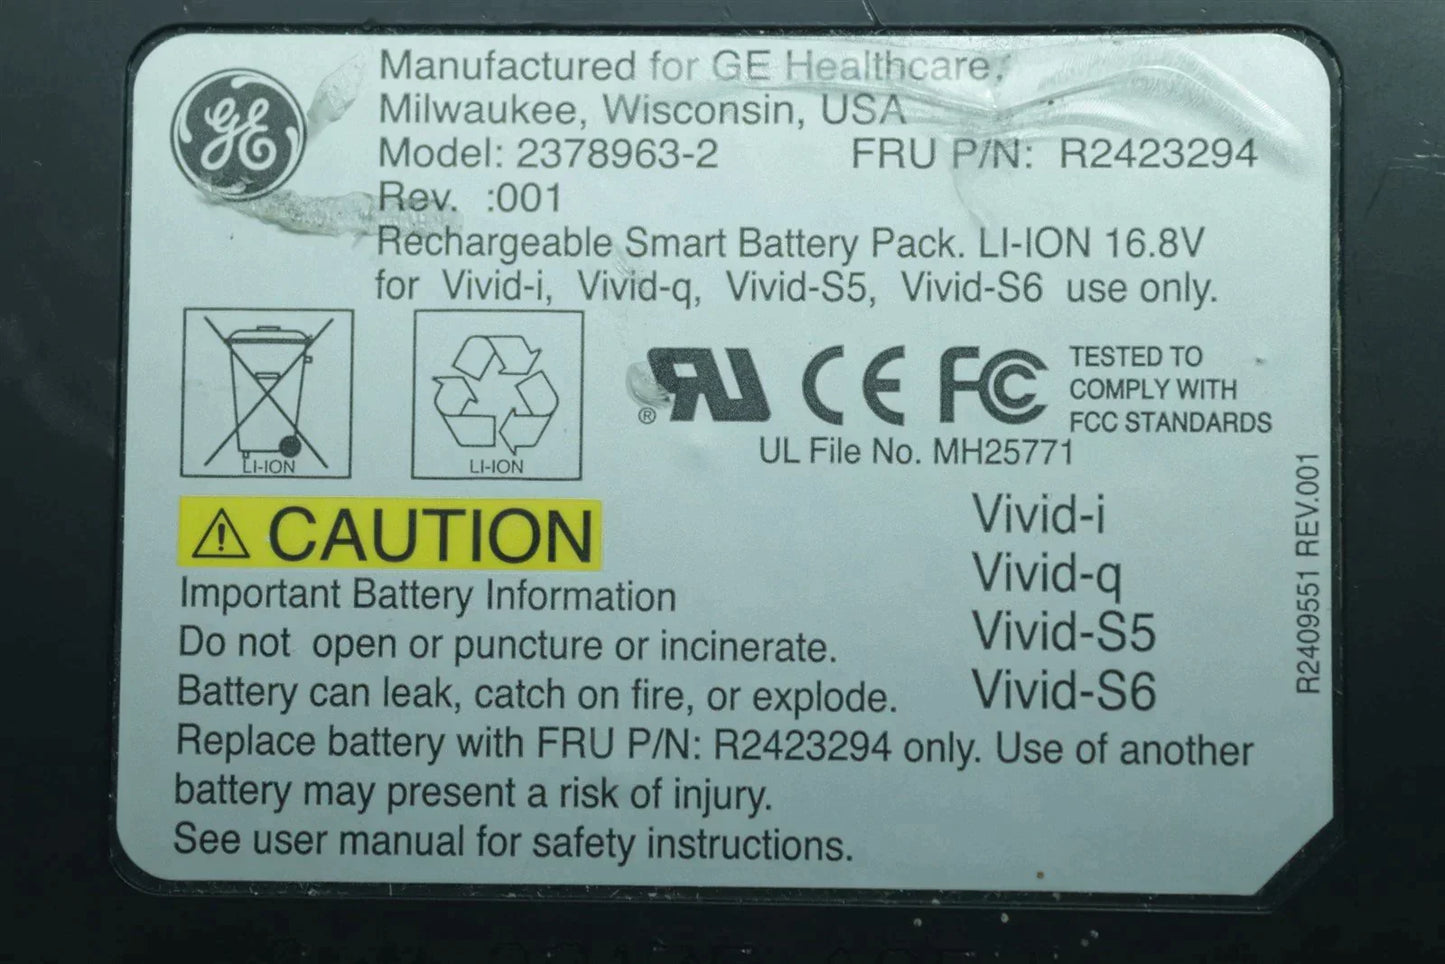 GE
Manufactured for GE Healthcare.
Milwaukee, Wisconsin, USA
Model: 2378963-2 FRU P/N: R2423294
Rev. :001
Rechargeable Smart Battery Pack. LI-ION 16.8V
for Vivid-i, Vivid-q, Vivid-S5, Vivid-S6 use only.
LI-ION
LI-ION
® RU CE FC
TESTED TO
COMPLY WITH
FCC STANDARDS
UL File No. MH25771
Vivid-i
Vivid-q
Vivid-S5
Vivid-S6
R2409551 REV.001
CAUTION
Important Battery Information
Do not open or puncture or incinerate.
Battery can leak, catch on fire, or explode.
Replace battery with FRU P/N: R2423294 only. Use of another
battery may present a risk of injury.
See user manual for safety instructions.